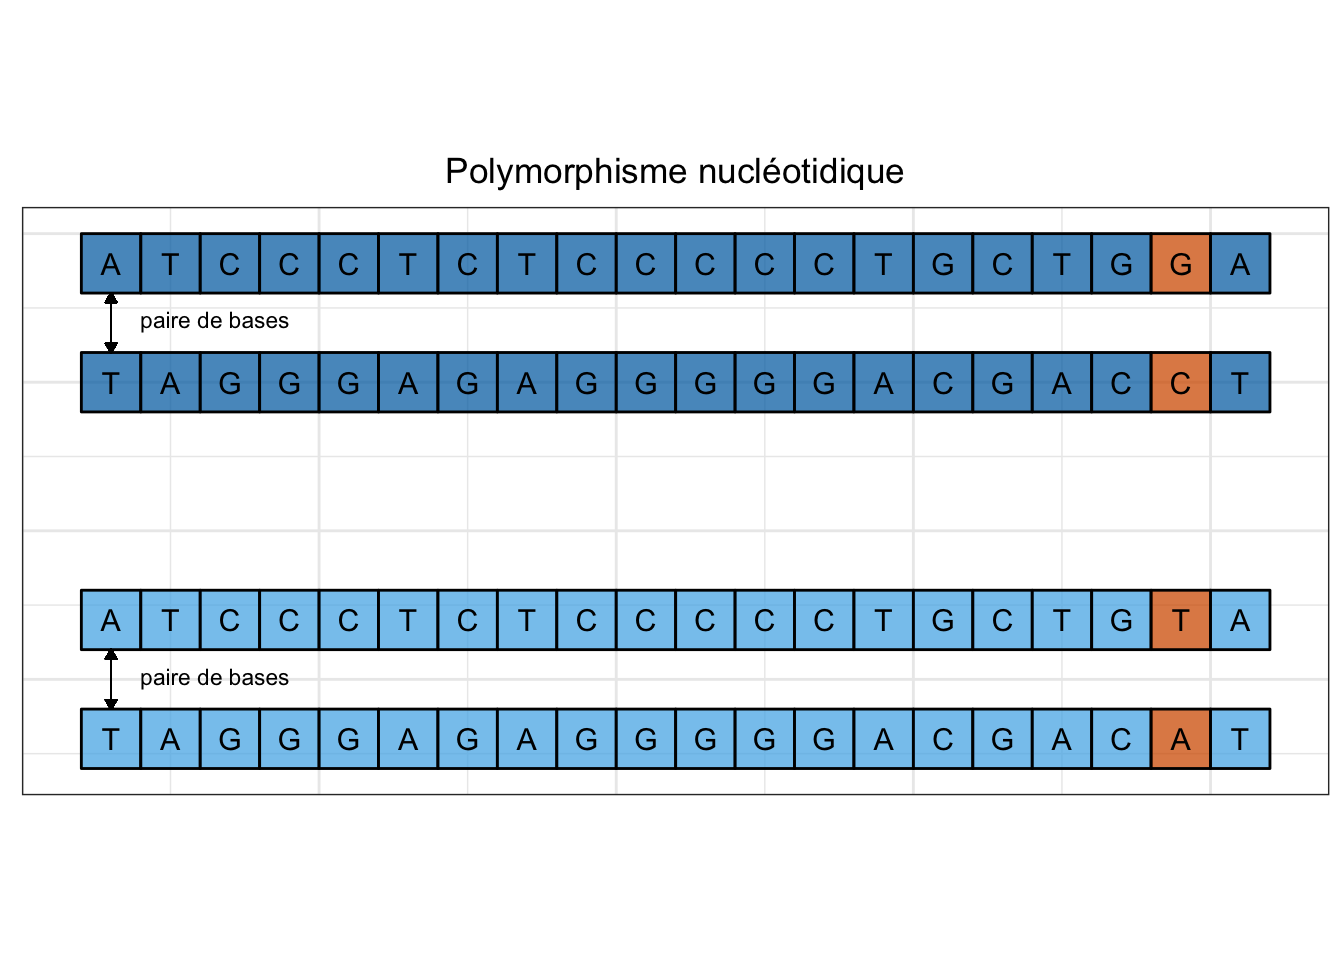 Polymorphisme nucléotidique
A T C C C T C T C C C C C T G C T G G A
paire de bases
T A G G G A G A G G G G G A C G A C C T
A T C C C T C T C C C C C T G C T G T A
paire de bases
T A G G G A G A G G G G G A C G A C A T